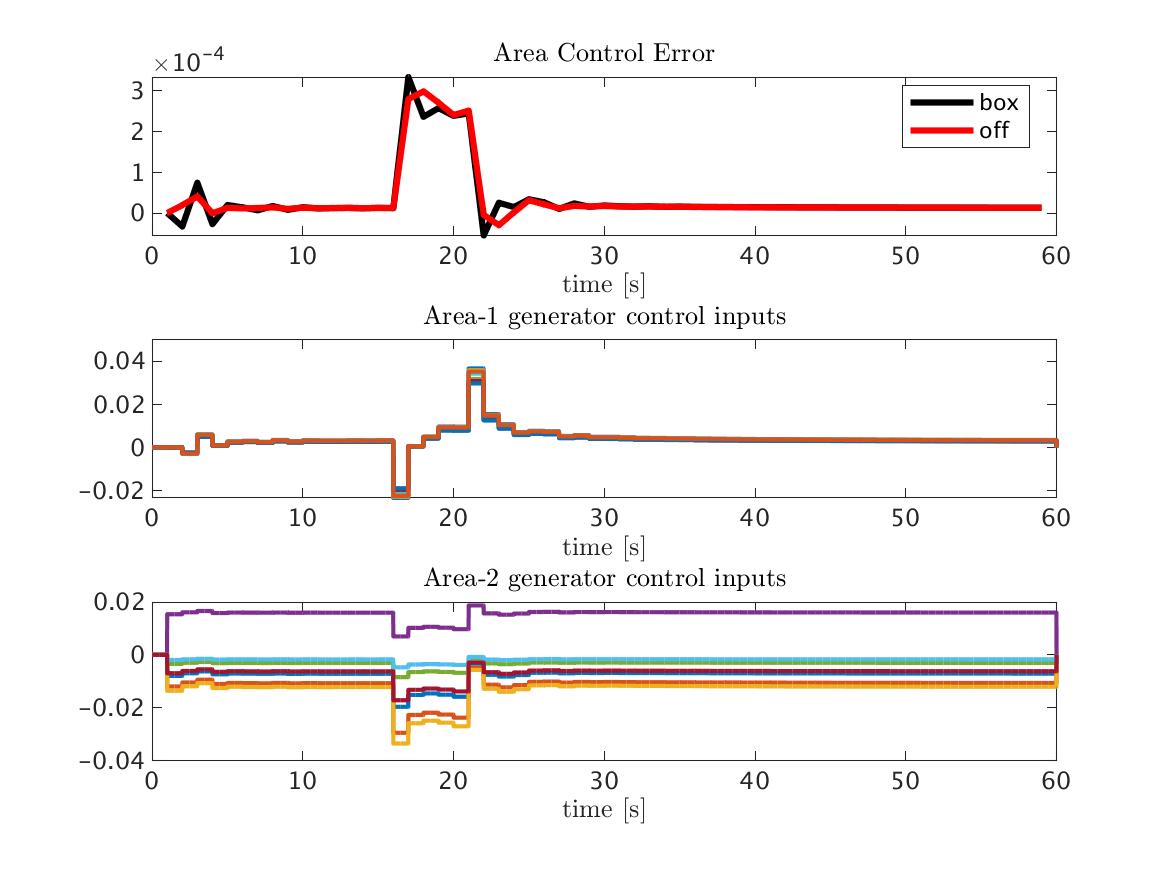 Area Control Error
×10⁻⁴
3
2
1
0
box
off
0 10 20 30 40 50 60
time [s]
Area-1 generator control inputs
0.04
0.02
0
−0.02
0 10 20 30 40 50 60
time [s]
Area-2 generator control inputs
0.02
0
−0.02
−0.04
0 10 20 30 40 50 60
time [s]